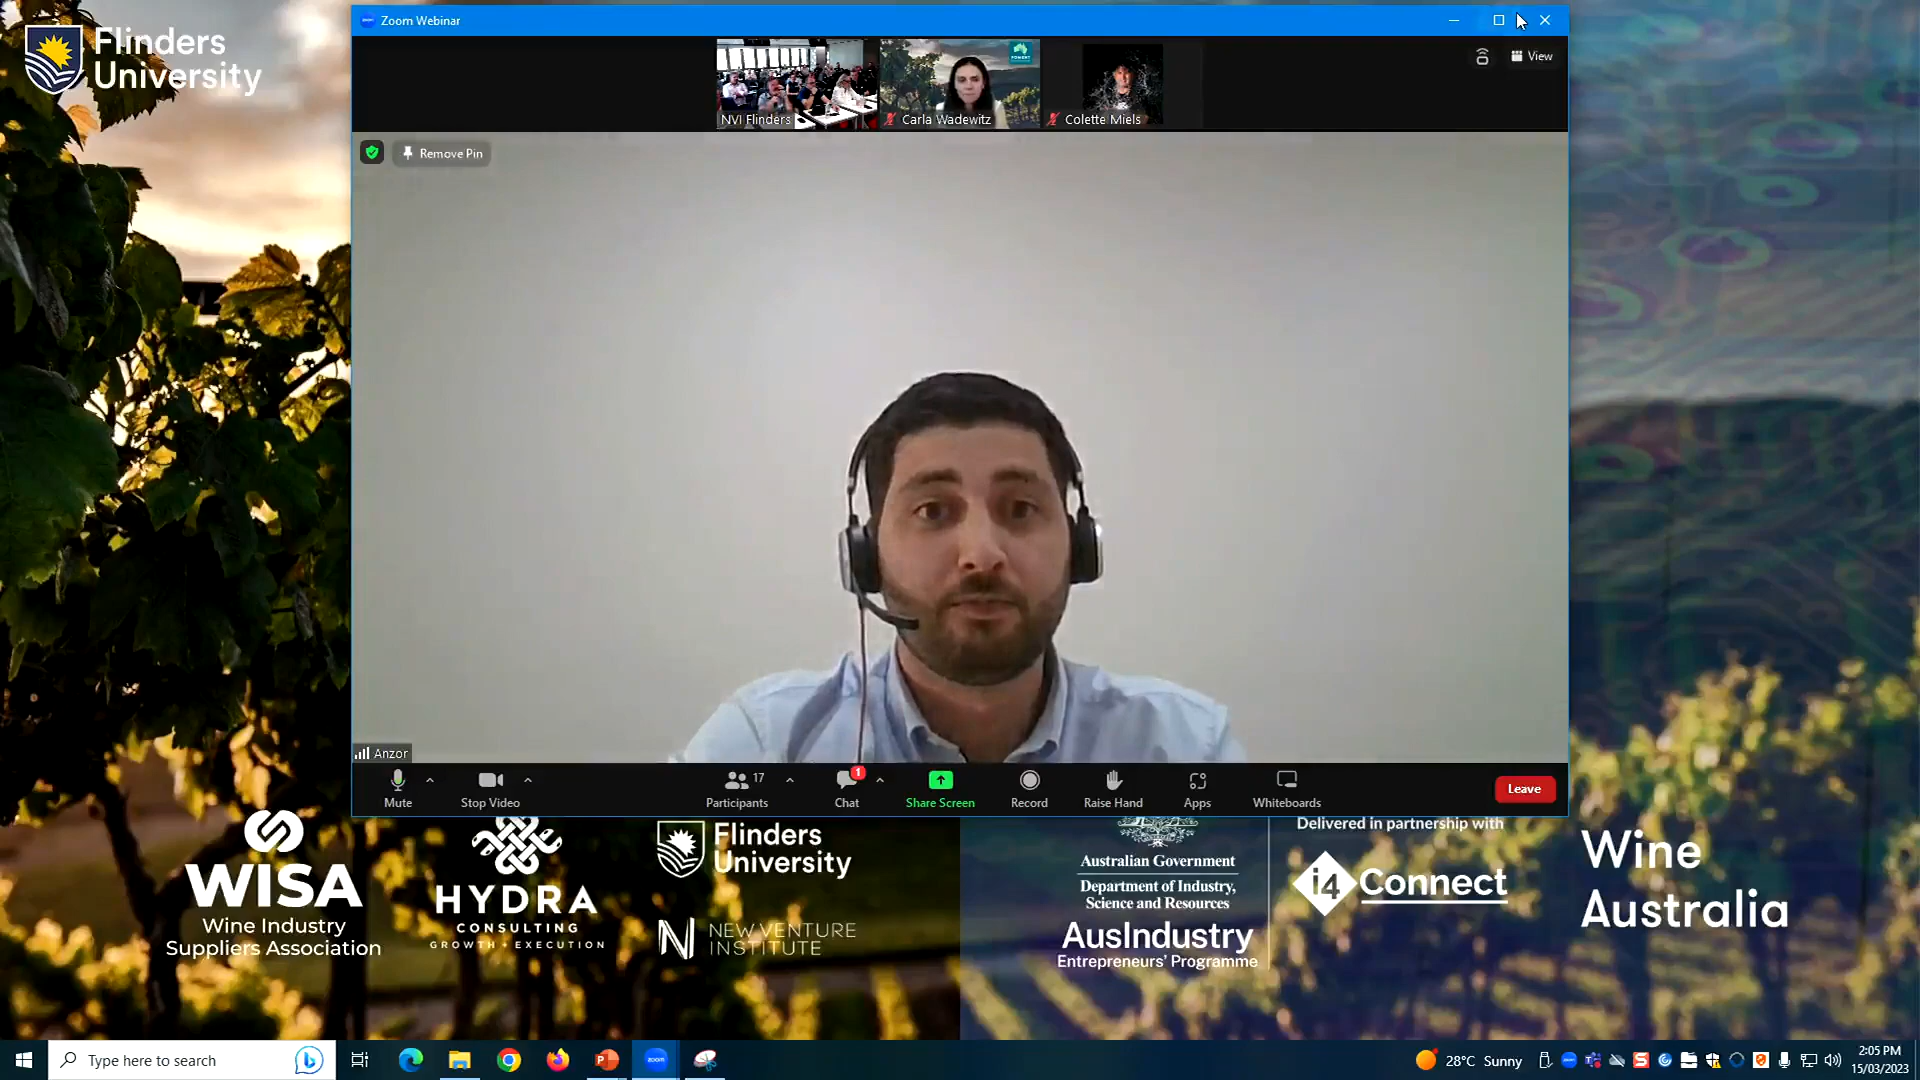 Flinders
University
Zoom Webinar
View
NVI Flinders
Carla Wadewitz
Colette Miels
Remove Pin
Anzor
Mute
Stop Video
17
Participants
1
Chat
Share Screen
Record
Raise Hand
Apps
Whiteboards
Leave
WISA
Wine Industry
Suppliers Association
HYDRA
CONSULTING
GROWTH + EXECUTION
Flinders
University
NEW VENTURE
INSTITUTE
Australian Government
Department of Industry,
Science and Resources
AusIndustry
Entrepreneurs' Programme
Delivered in partnership with
i4 Connect
Wine
Australia
Type here to search
28°C Sunny
2:05 PM
15/03/2023